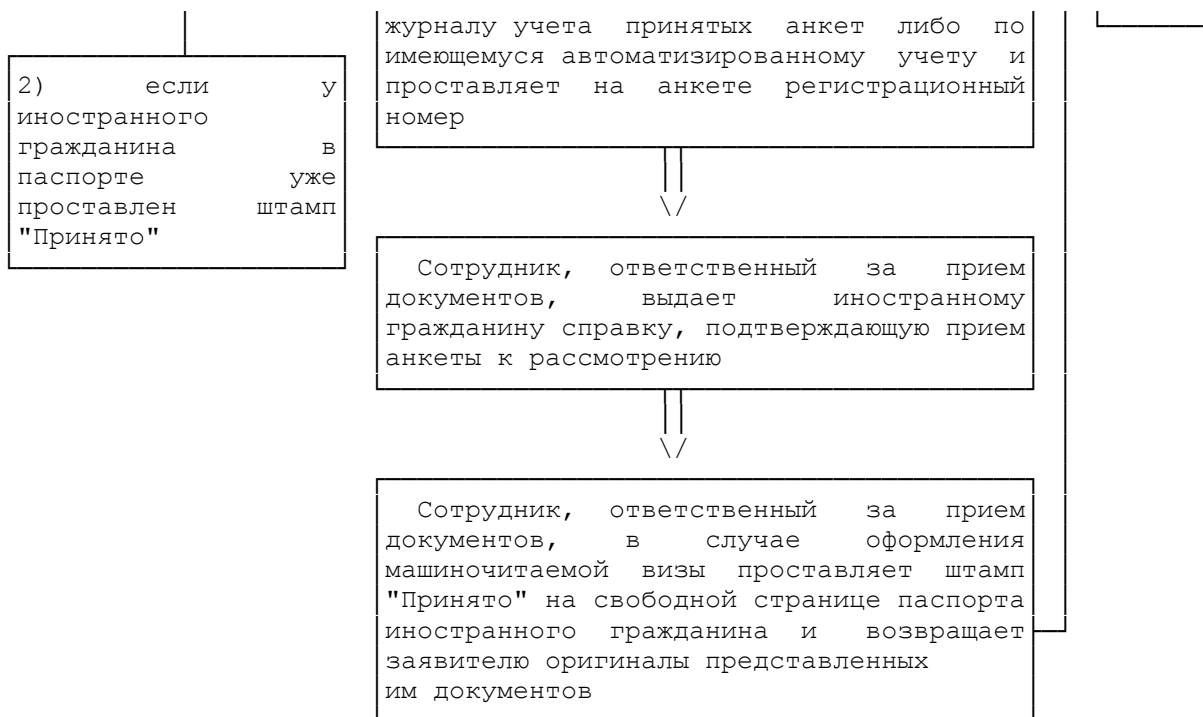 журналу учета принятых анкет либо по
имеющемуся автоматизированному учету и
проставляет на анкете регистрационный
номер
2) если у
иностранного
гражданина в
паспорте уже
проставлен штамп
"Принято"
Сотрудник, ответственный за прием
документов, выдает иностранному
гражданину справку, подтверждающую прием
анкеты к рассмотрению
Сотрудник, ответственный за прием
документов, в случае оформления
машиночитаемой визы проставляет штамп
"Принято" на свободной странице паспорта
иностранного гражданина и возвращает
заявителю оригиналы представленных
им документов